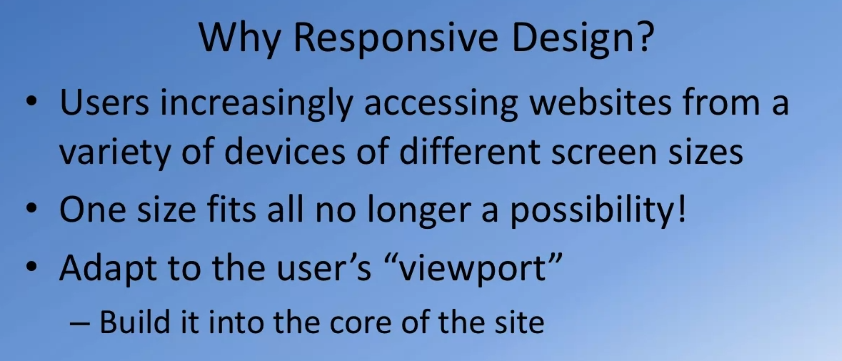 Why Responsive Design?
• Users increasingly accessing websites from a
variety of devices of different screen sizes
• One size fits all no longer a possibility!
• Adapt to the user’s “viewport”
– Build it into the core of the site